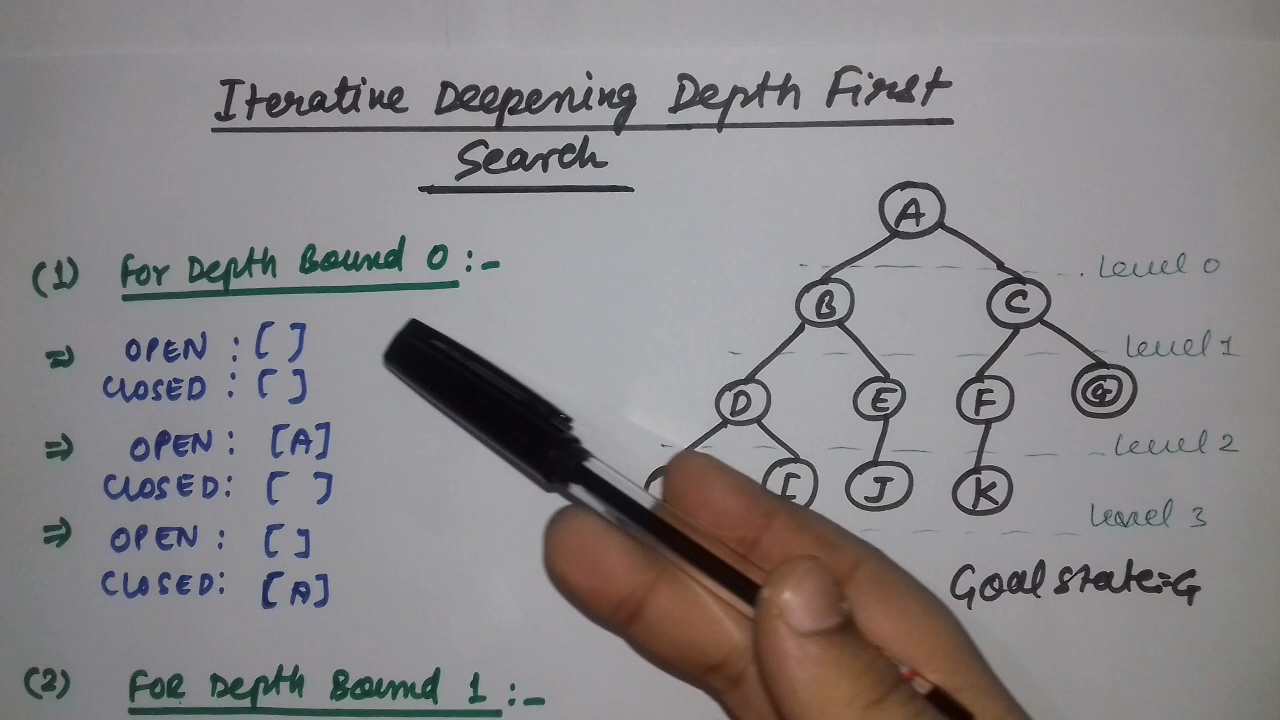 Iterative Deepening Depth First
Search
(1) For Depth Bound 0 :-
⇒ OPEN : [ ]
CLOSED : [ ]
⇒ OPEN : [A]
CLOSED : [ ]
⇒ OPEN : [ ]
CLOSED : [A]
(2) FOR Depth Bound 1 :-
A
Level 0
B C
Level 1
D E F G
Level 2
I J K
Level 3
Goal state = G